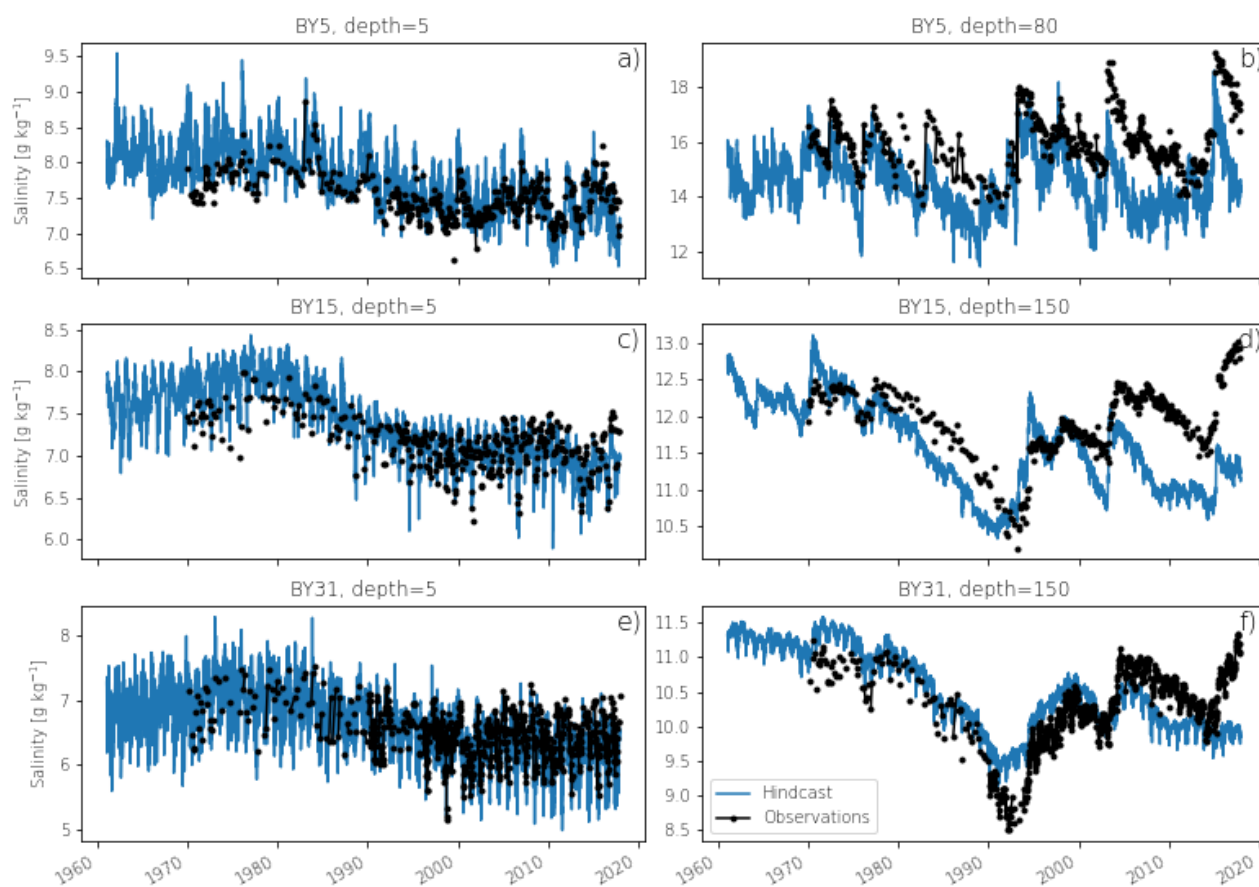 BY5, depth=5
BY5, depth=80
9.5
9.0
8.5
8.0
7.5
7.0
6.5
Salinity [g kg⁻¹]
a)
18
16
14
12
b)
BY15, depth=5
BY15, depth=150
8.5
8.0
7.5
7.0
6.5
6.0
Salinity [g kg⁻¹]
c)
13.0
12.5
12.0
11.5
11.0
10.5
d)
BY31, depth=5
BY31, depth=150
8
7
6
5
Salinity [g kg⁻¹]
e)
11.5
11.0
10.5
10.0
9.5
9.0
8.5
f)
Hindcast
Observations
1960 1970 1980 1990 2000 2010 2020
1960 1970 1980 1990 2000 2010 2020